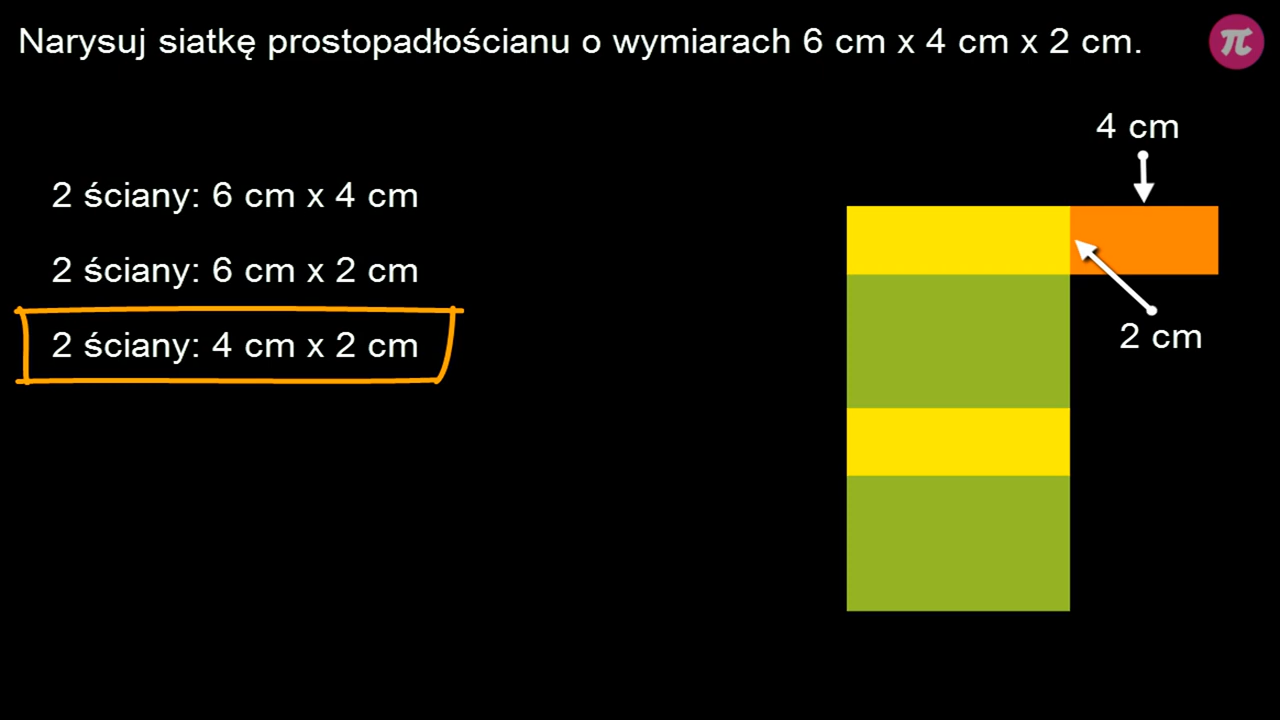 Narysuj siatkę prostopadłościanu o wymiarach 6 cm x 4 cm x 2 cm.
π
4 cm
2 ściany: 6 cm x 4 cm
2 ściany: 6 cm x 2 cm
2 ściany: 4 cm x 2 cm
2 cm